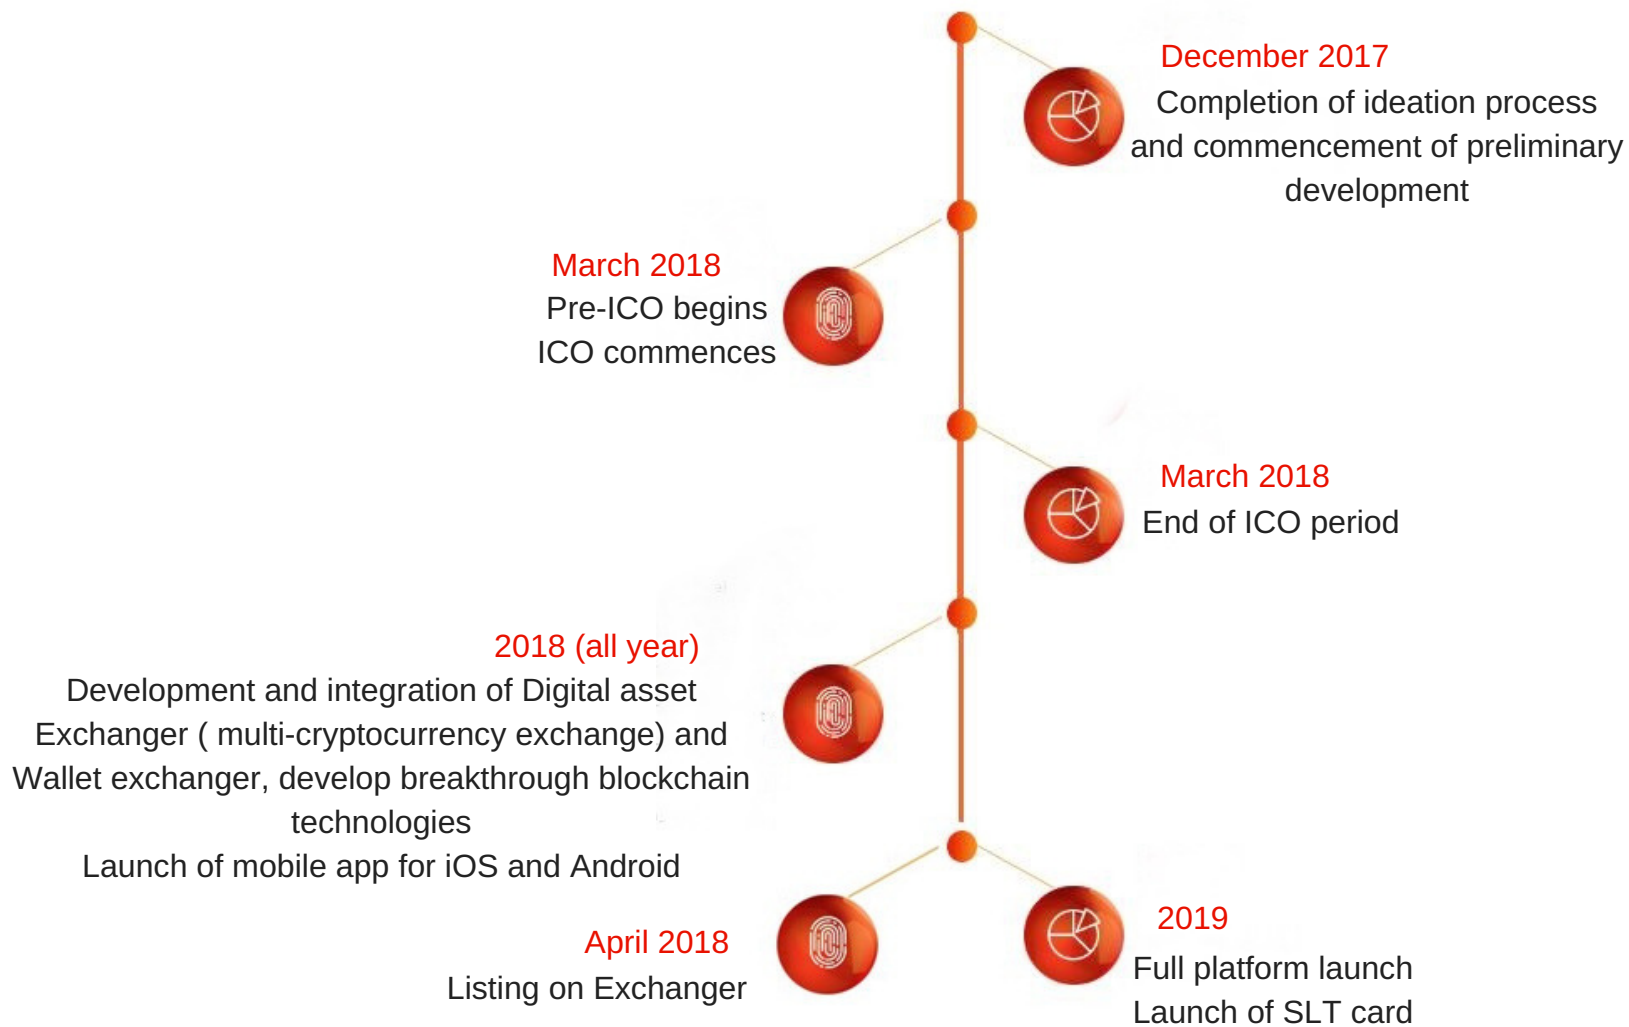 December 2017
Completion of ideation process
and commencement of preliminary
development
March 2018
Pre-ICO begins
ICO commences
March 2018
End of ICO period
2018 (all year)
Development and integration of Digital asset
Exchanger ( multi-cryptocurrency exchange) and
Wallet exchanger, develop breakthrough blockchain
technologies
Launch of mobile app for iOS and Android
April 2018
Listing on Exchanger
2019
Full platform launch
Launch of SLT card